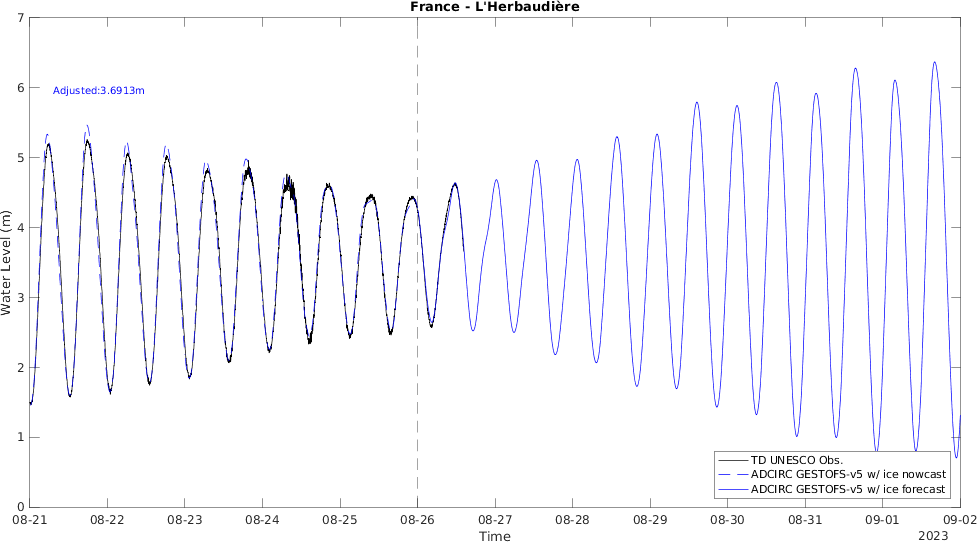 France - L'Herbaudière
7
6
5
4
3
2
1
0
Water Level (m)
Adjusted:3.6913m
TD UNESCO Obs.
ADCIRC GESTOFS-v5 w/ ice nowcast
ADCIRC GESTOFS-v5 w/ ice forecast
08-21 08-22 08-23 08-24 08-25 08-26 08-27 08-28 08-29 08-30 08-31 09-01 09-02
Time
2023